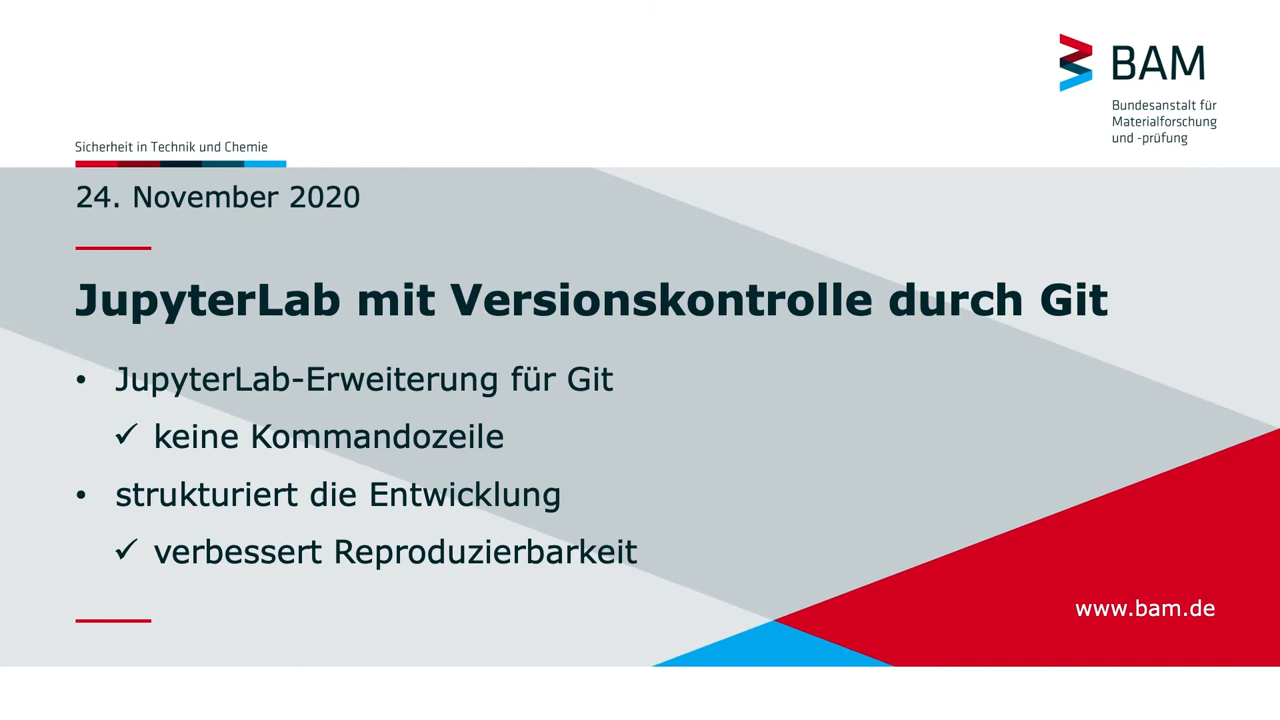 BAM
Bundesanstalt für
Materialforschung
und -prüfung
Sicherheit in Technik und Chemie
24. November 2020
JupyterLab mit Versionskontrolle durch Git
• JupyterLab-Erweiterung für Git
✓ keine Kommandozeile
• strukturiert die Entwicklung
✓ verbessert Reproduzierbarkeit
www.bam.de